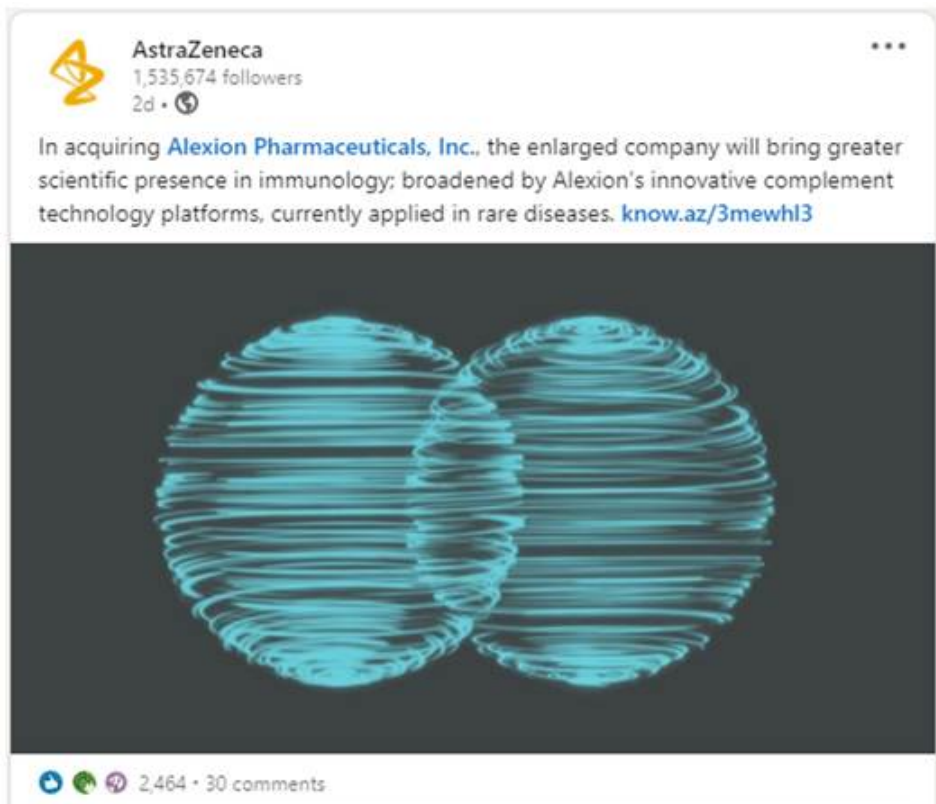 AstraZeneca
1,535,674 followers
2d •
In acquiring Alexion Pharmaceuticals, Inc., the enlarged company will bring greater
scientific presence in immunology; broadened by Alexion's innovative complement
technology platforms, currently applied in rare diseases. know.az/3mewhl3
2,464 • 30 comments